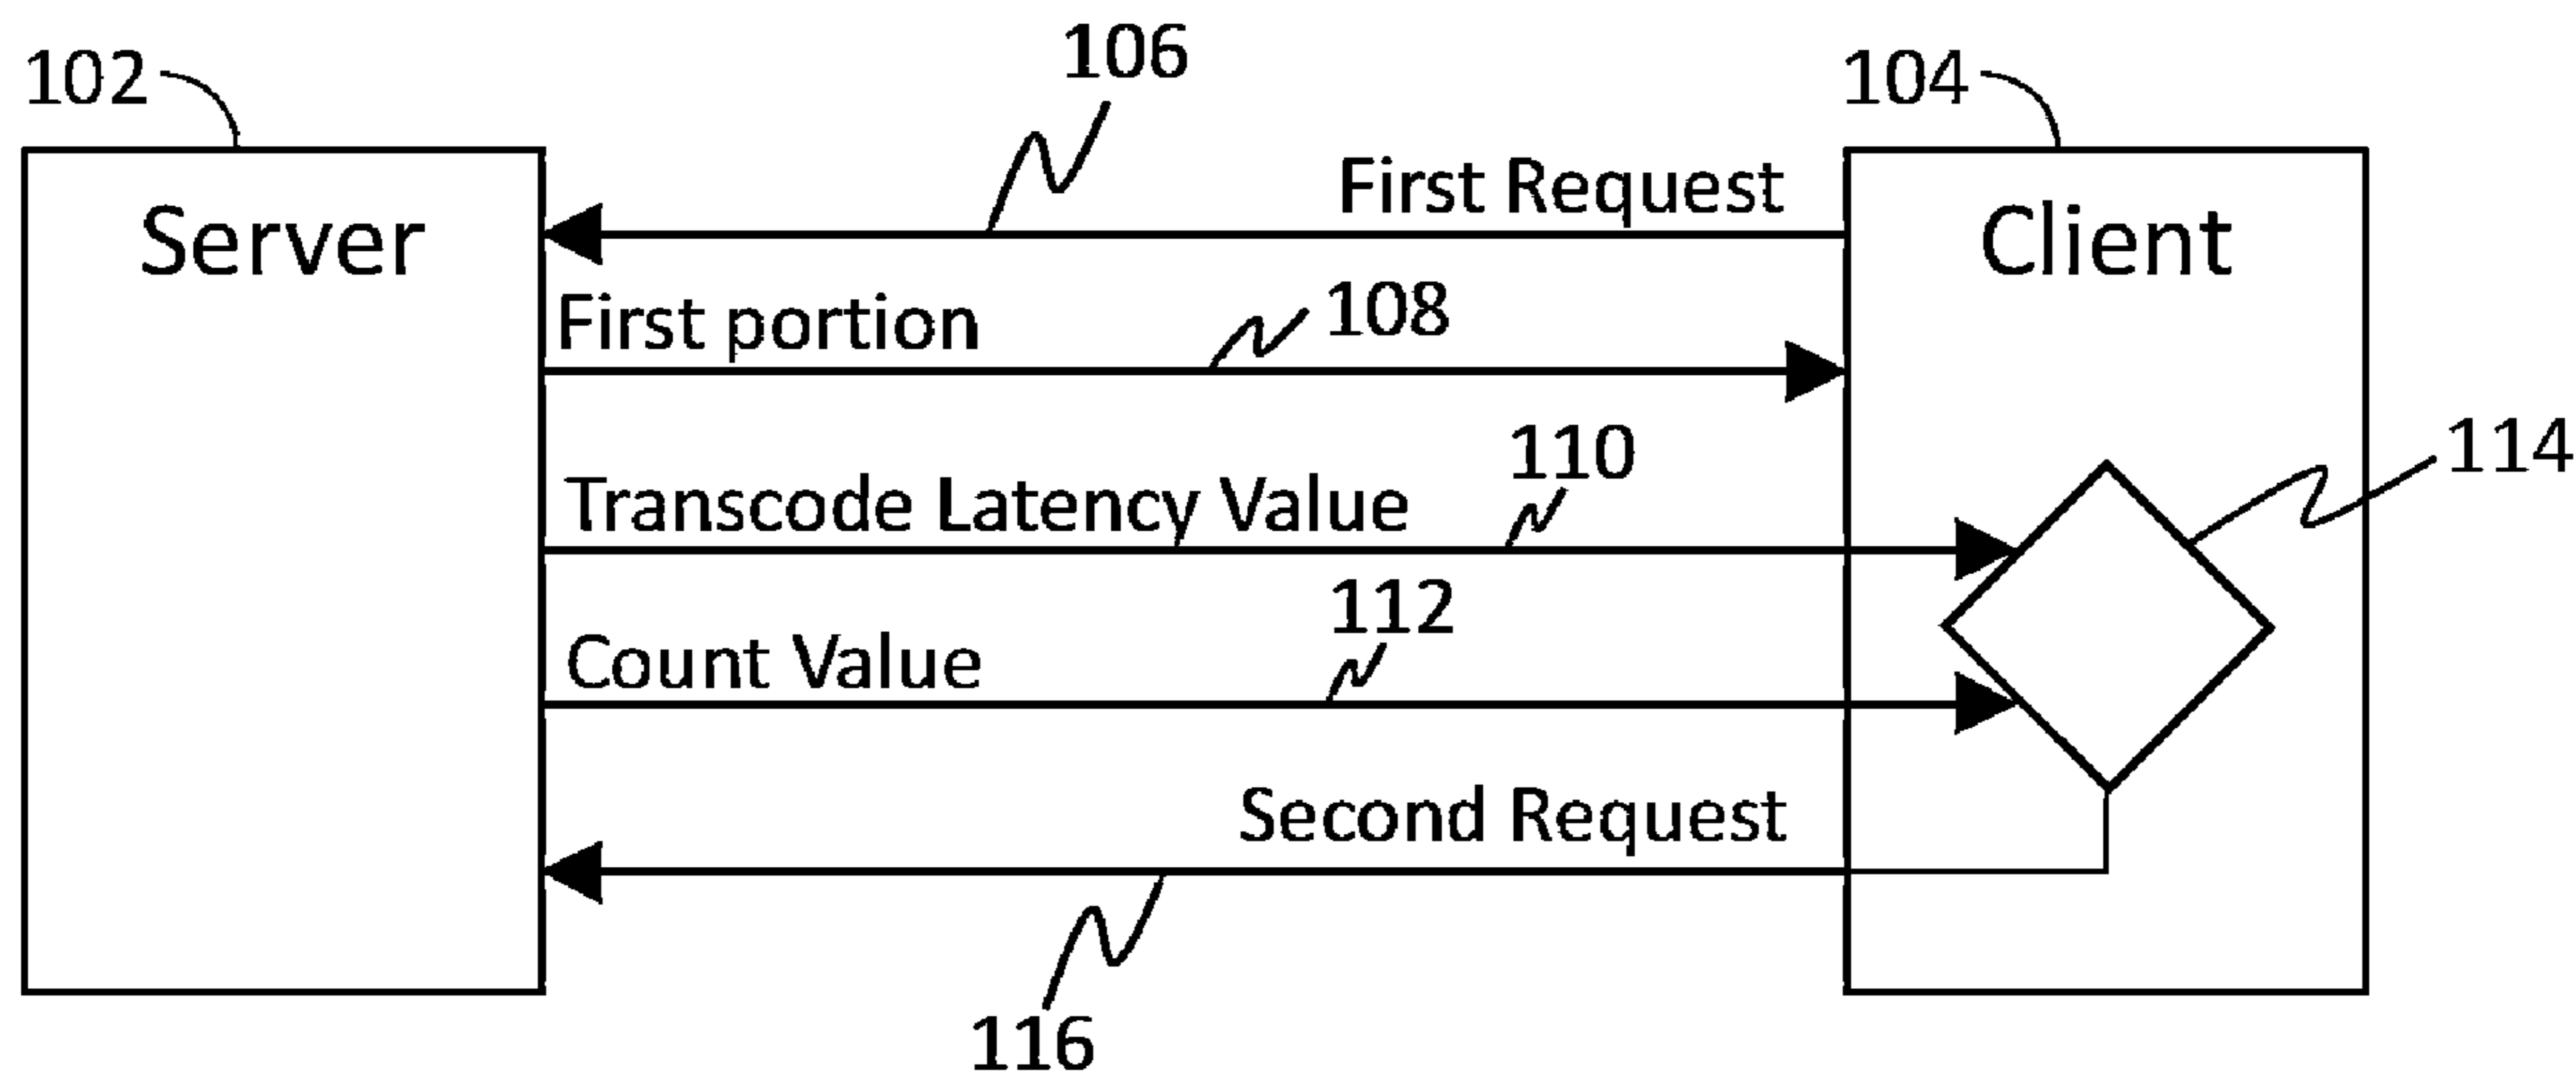 106
102
104
First Request
Server
Client
First portion
108
110
114
Transcode Latency Value
112
Count Value
Second Request
116